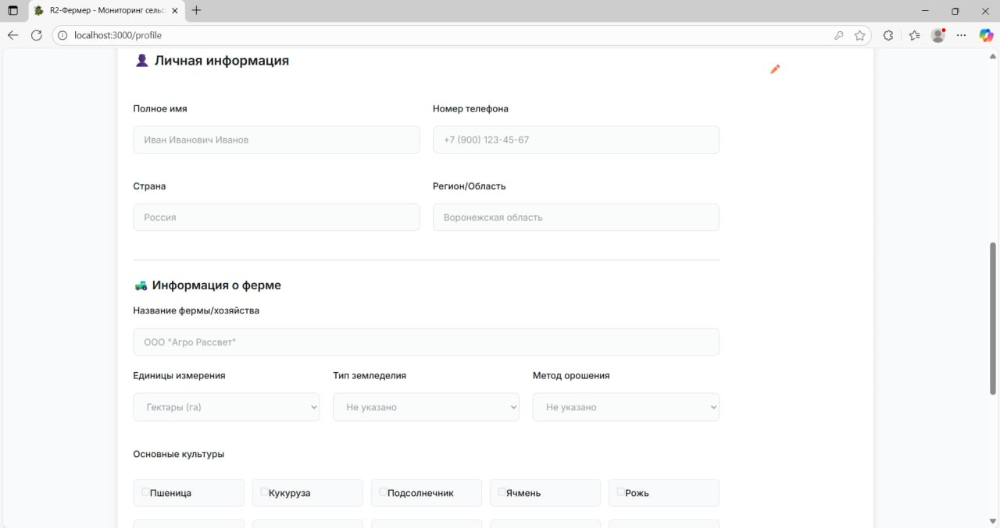 R2-Фермер - Мониторинг сельс
localhost:3000/profile
Личная информация
Полное имя
Номер телефона
Иван Иванович Иванов
+7 (900) 123-45-67
Страна
Регион/Область
Россия
Воронежская область
Информация о ферме
Название фермы/хозяйства
ООО "Агро Рассвет"
Единицы измерения
Тип земледелия
Метод орошения
Гектары (га)
Не указано
Не указано
Основные культуры
Пшеница
Кукуруза
Подсолнечник
Ячмень
Рожь